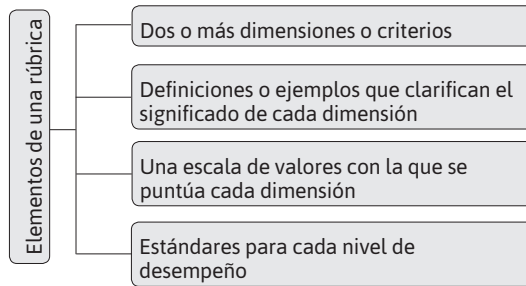 Elementos de una rúbrica
Dos o más dimensiones o criterios
Definiciones o ejemplos que clarifican el
significado de cada dimensión
Una escala de valores con la que se
puntúa cada dimensión
Estándares para cada nivel de
desempeño